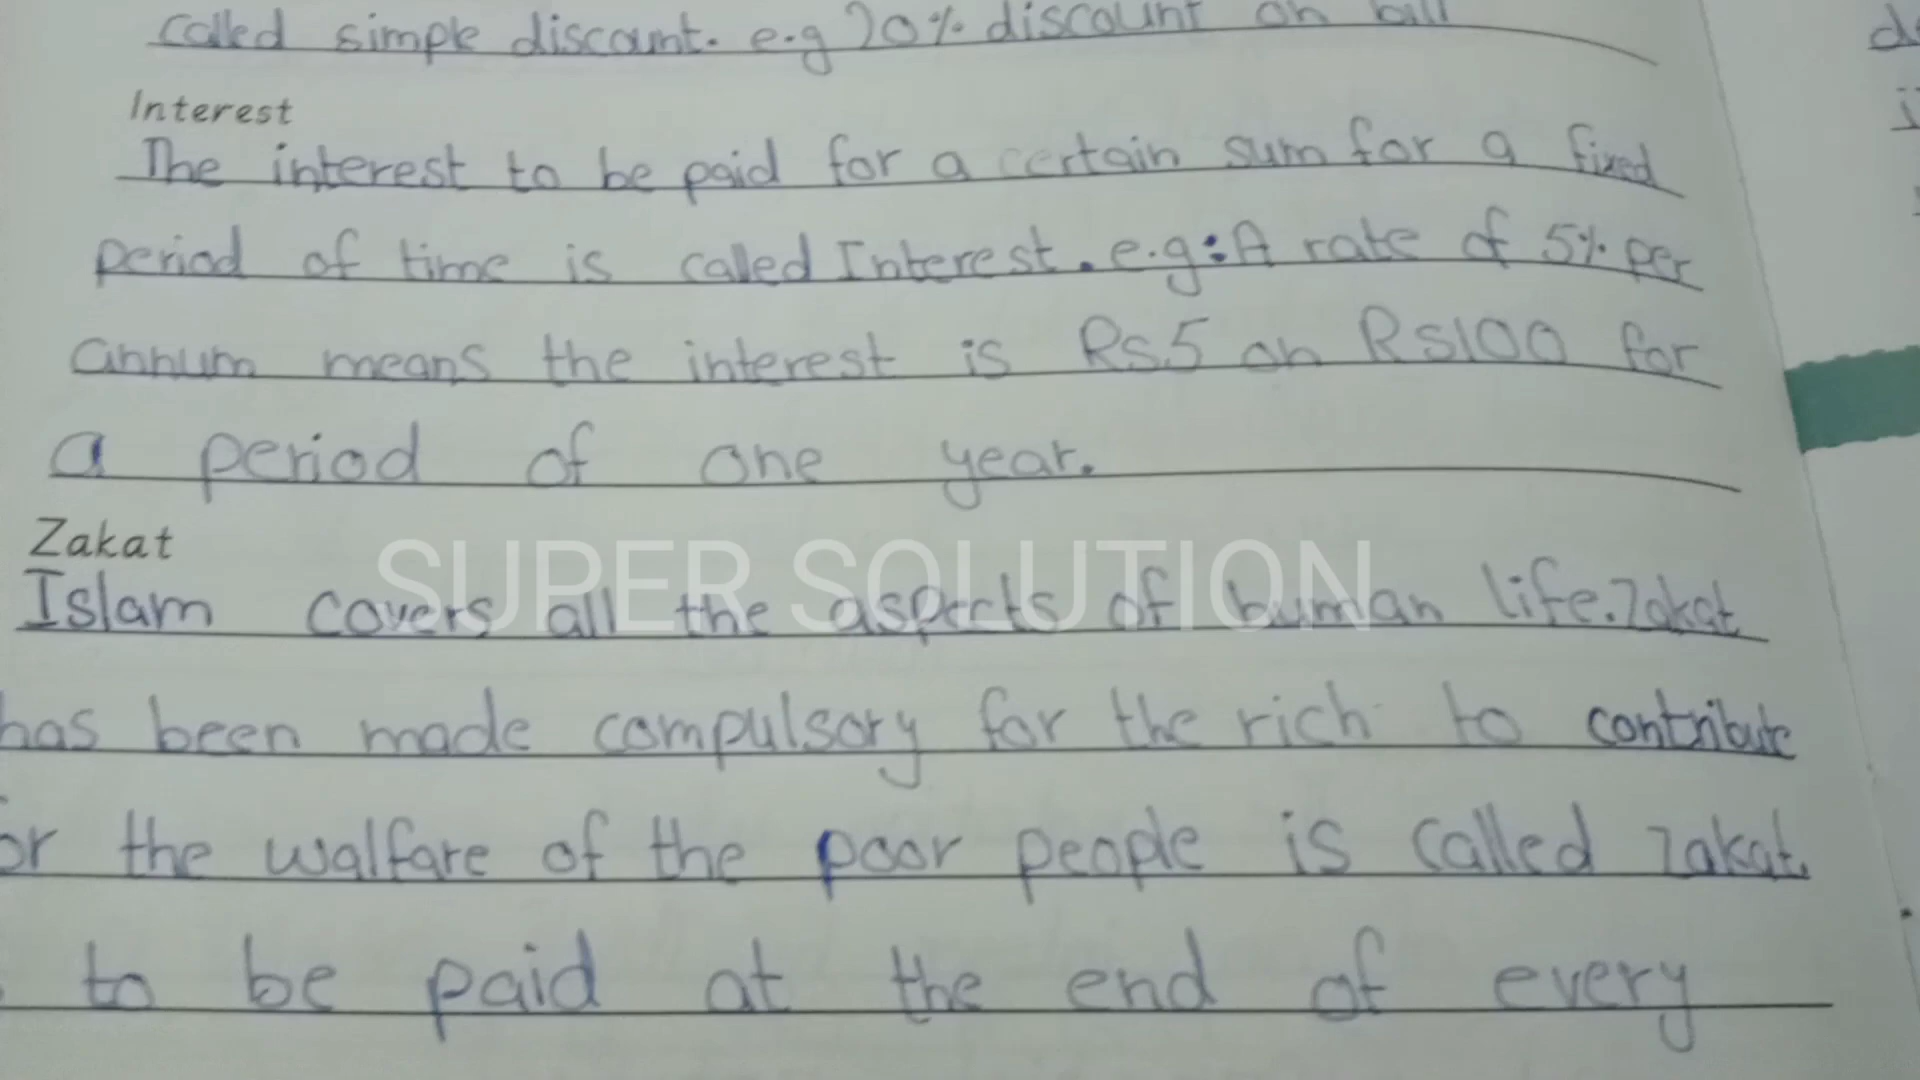 called simple discount. e.g 20% discount on bill
Interest
The interest to be paid for a certain sum for a fixed
period of time is called Interest. e.g: A rate of 5% per
annum means the interest is Rs.5 on Rs100 for
a period of one year.
Zakat
SUPER SOLUTION
Islam covers all the aspects of human life. Zakat
has been made compulsory for the rich to contribute
or the walfare of the poor people is called zakat.
to be paid at the end of every